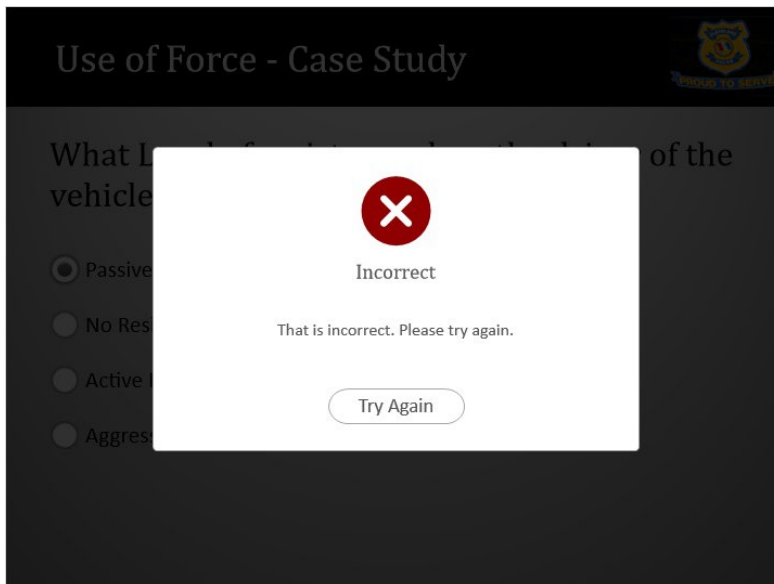 Use of Force - Case Study
PROUD TO SERVE
What L of the
vehicle
Incorrect
Passive
No Res
That is incorrect. Please try again.
Active
Try Again
Aggres